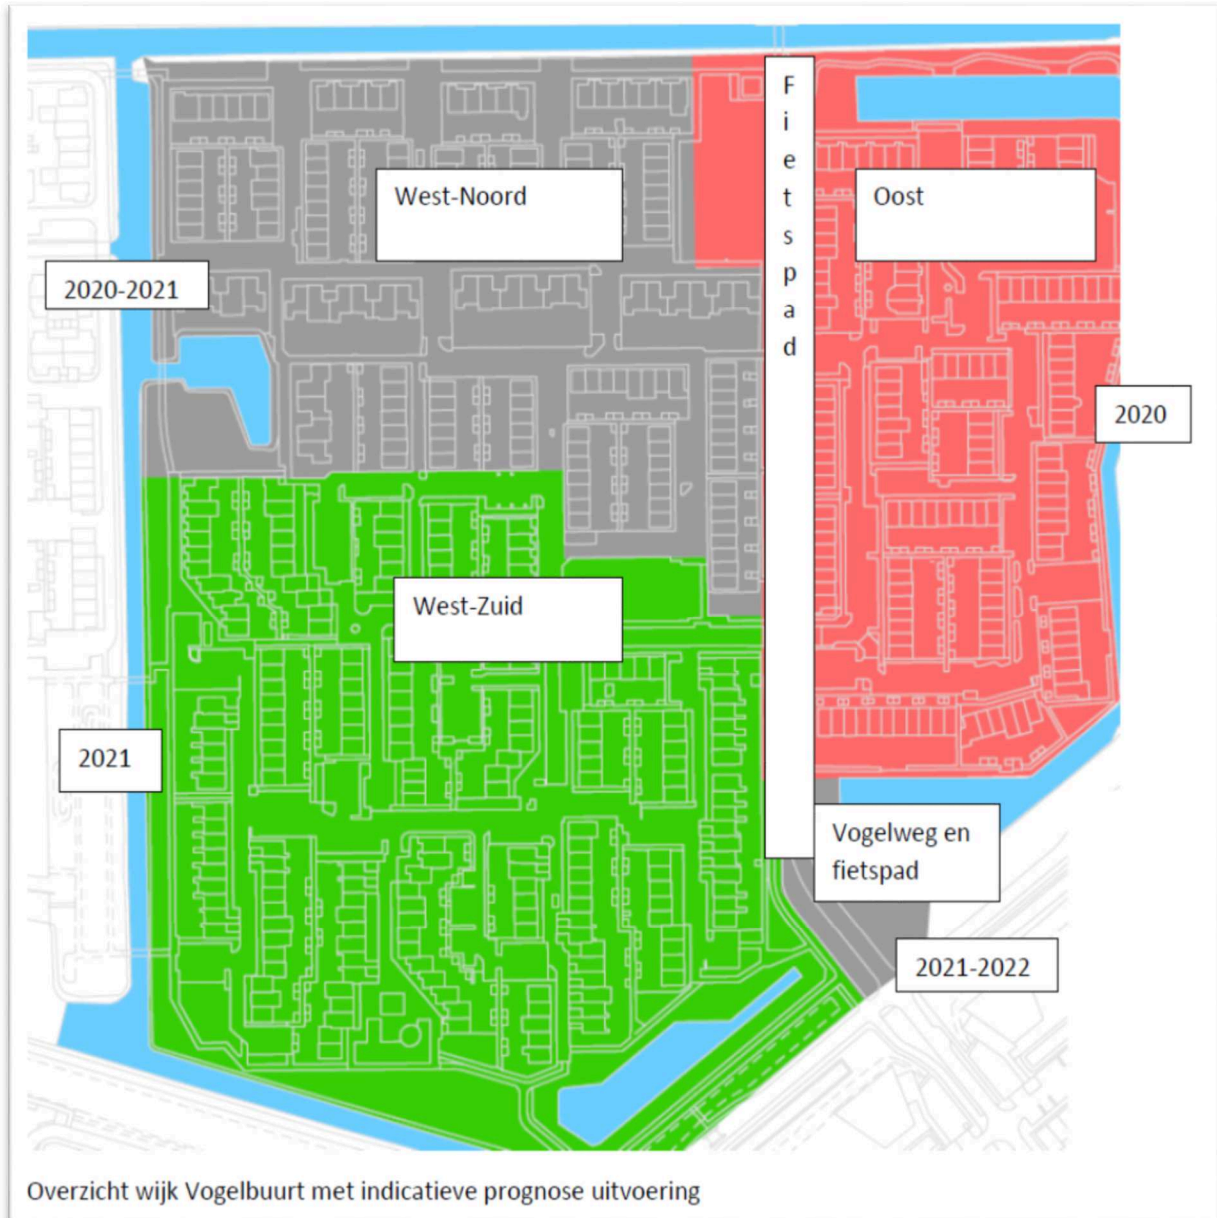 F
i
e
t
s
p
a
d
West-Noord
Oost
2020-2021
2020
West-Zuid
2021
Vogelweg en
fietspad
2021-2022
Overzicht wijk Vogelbuurt met indicatieve prognose uitvoering